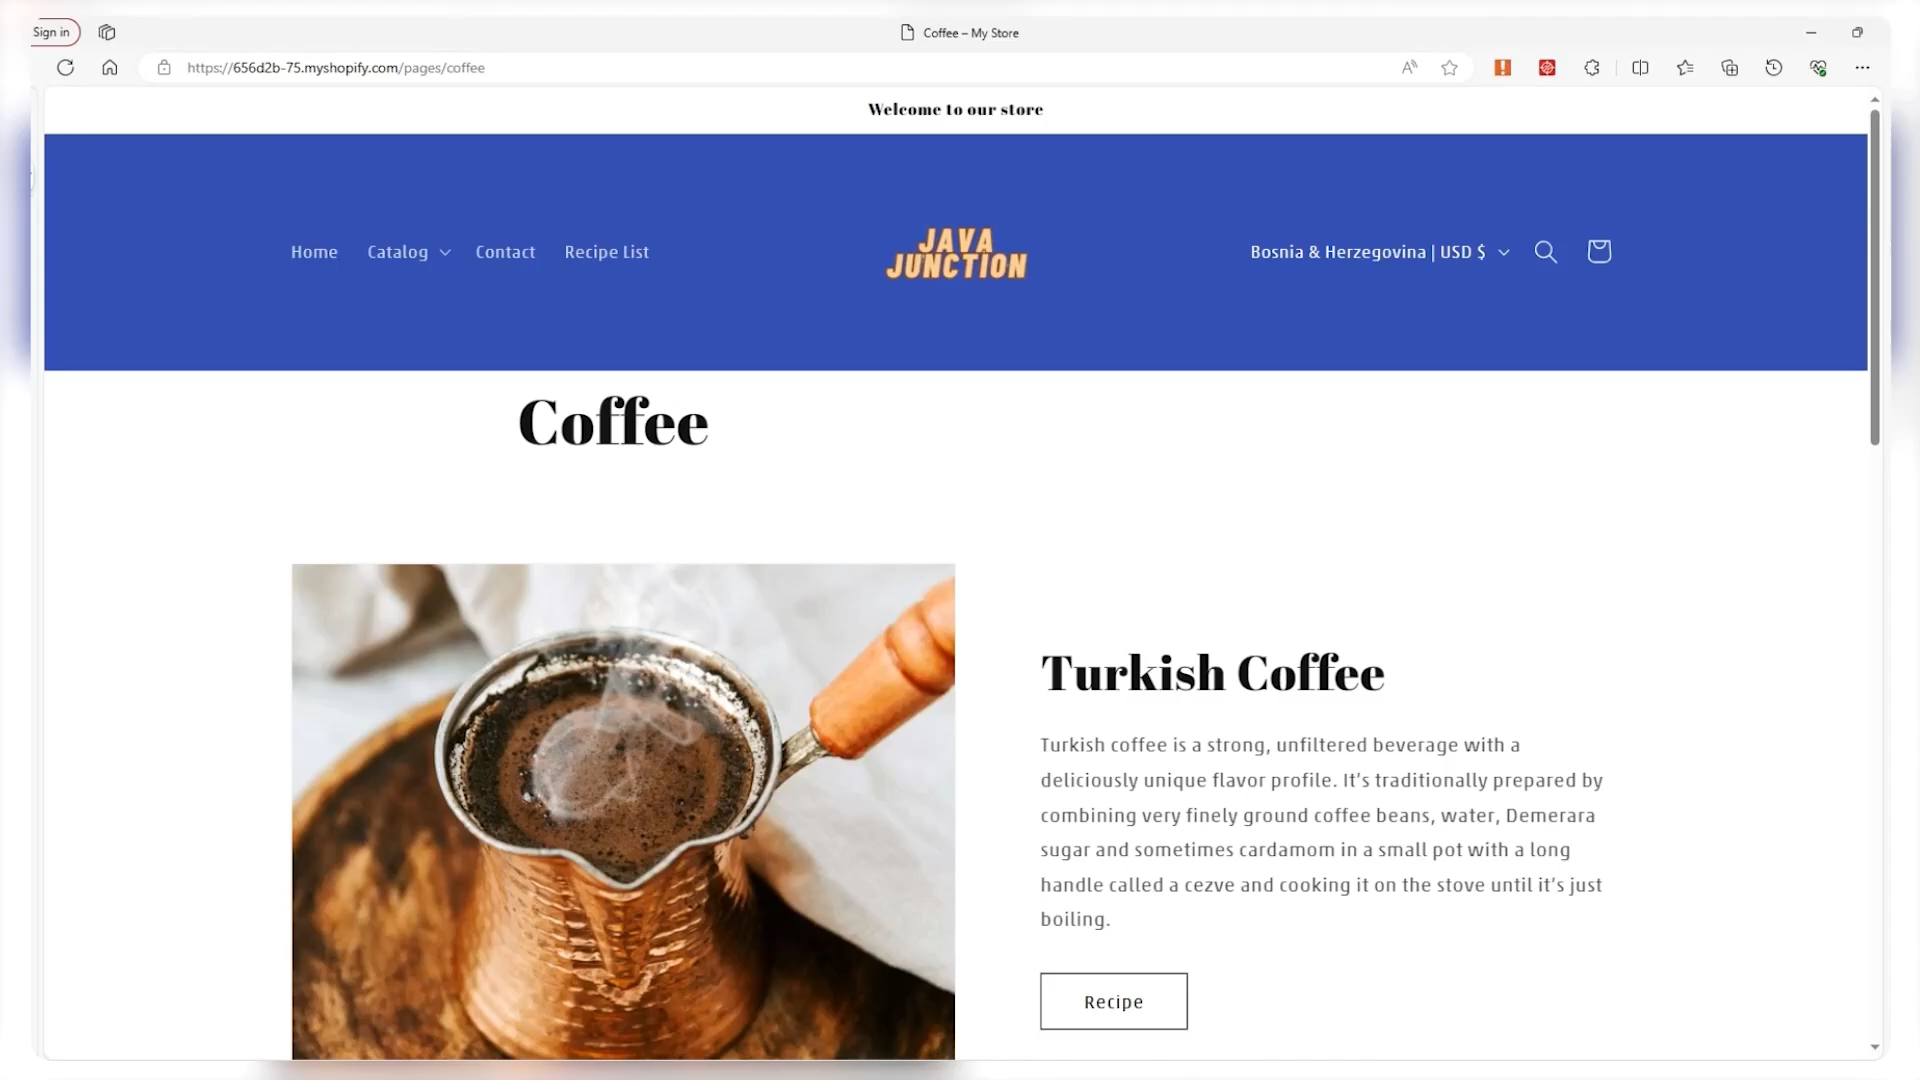 Sign in
Coffee – My Store
https://656d2b-75.myshopify.com/pages/coffee
Welcome to our store
Home Catalog Contact Recipe List
JAVA
JUNCTION
Bosnia & Herzegovina | USD $
Coffee
Turkish Coffee
Turkish coffee is a strong, unfiltered beverage with a
deliciously unique flavor profile. It's traditionally prepared by
combining very finely ground coffee beans, water, Demerara
sugar and sometimes cardamom in a small pot with a long
handle called a cezve and cooking it on the stove until it's just
boiling.
Recipe